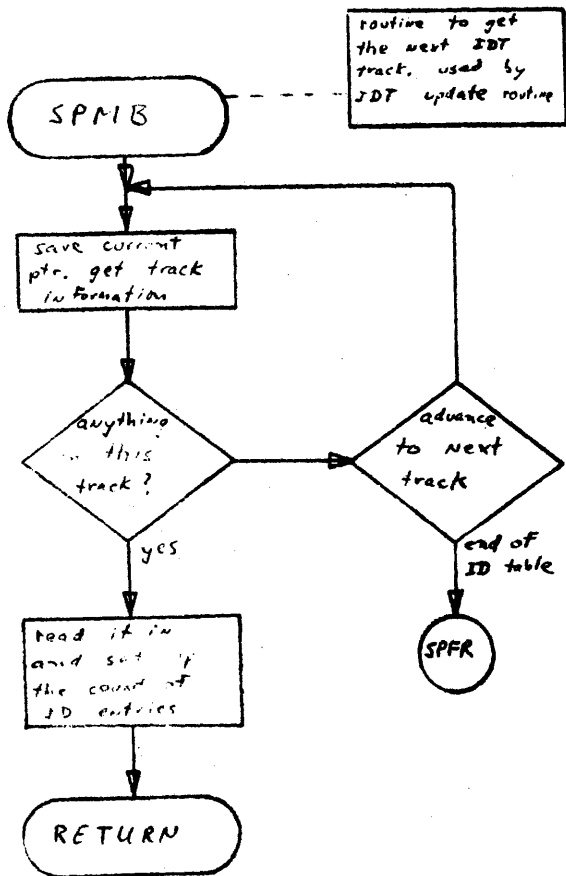 routine to get
the next IDT
track. used by
IDT update routine
SPMB
save current
ptr. get track
information
anything
in this
track?
advance
to next
track
yes
end of
ID table
read it in
and set up
the count of
ID entries
SPFR
RETURN